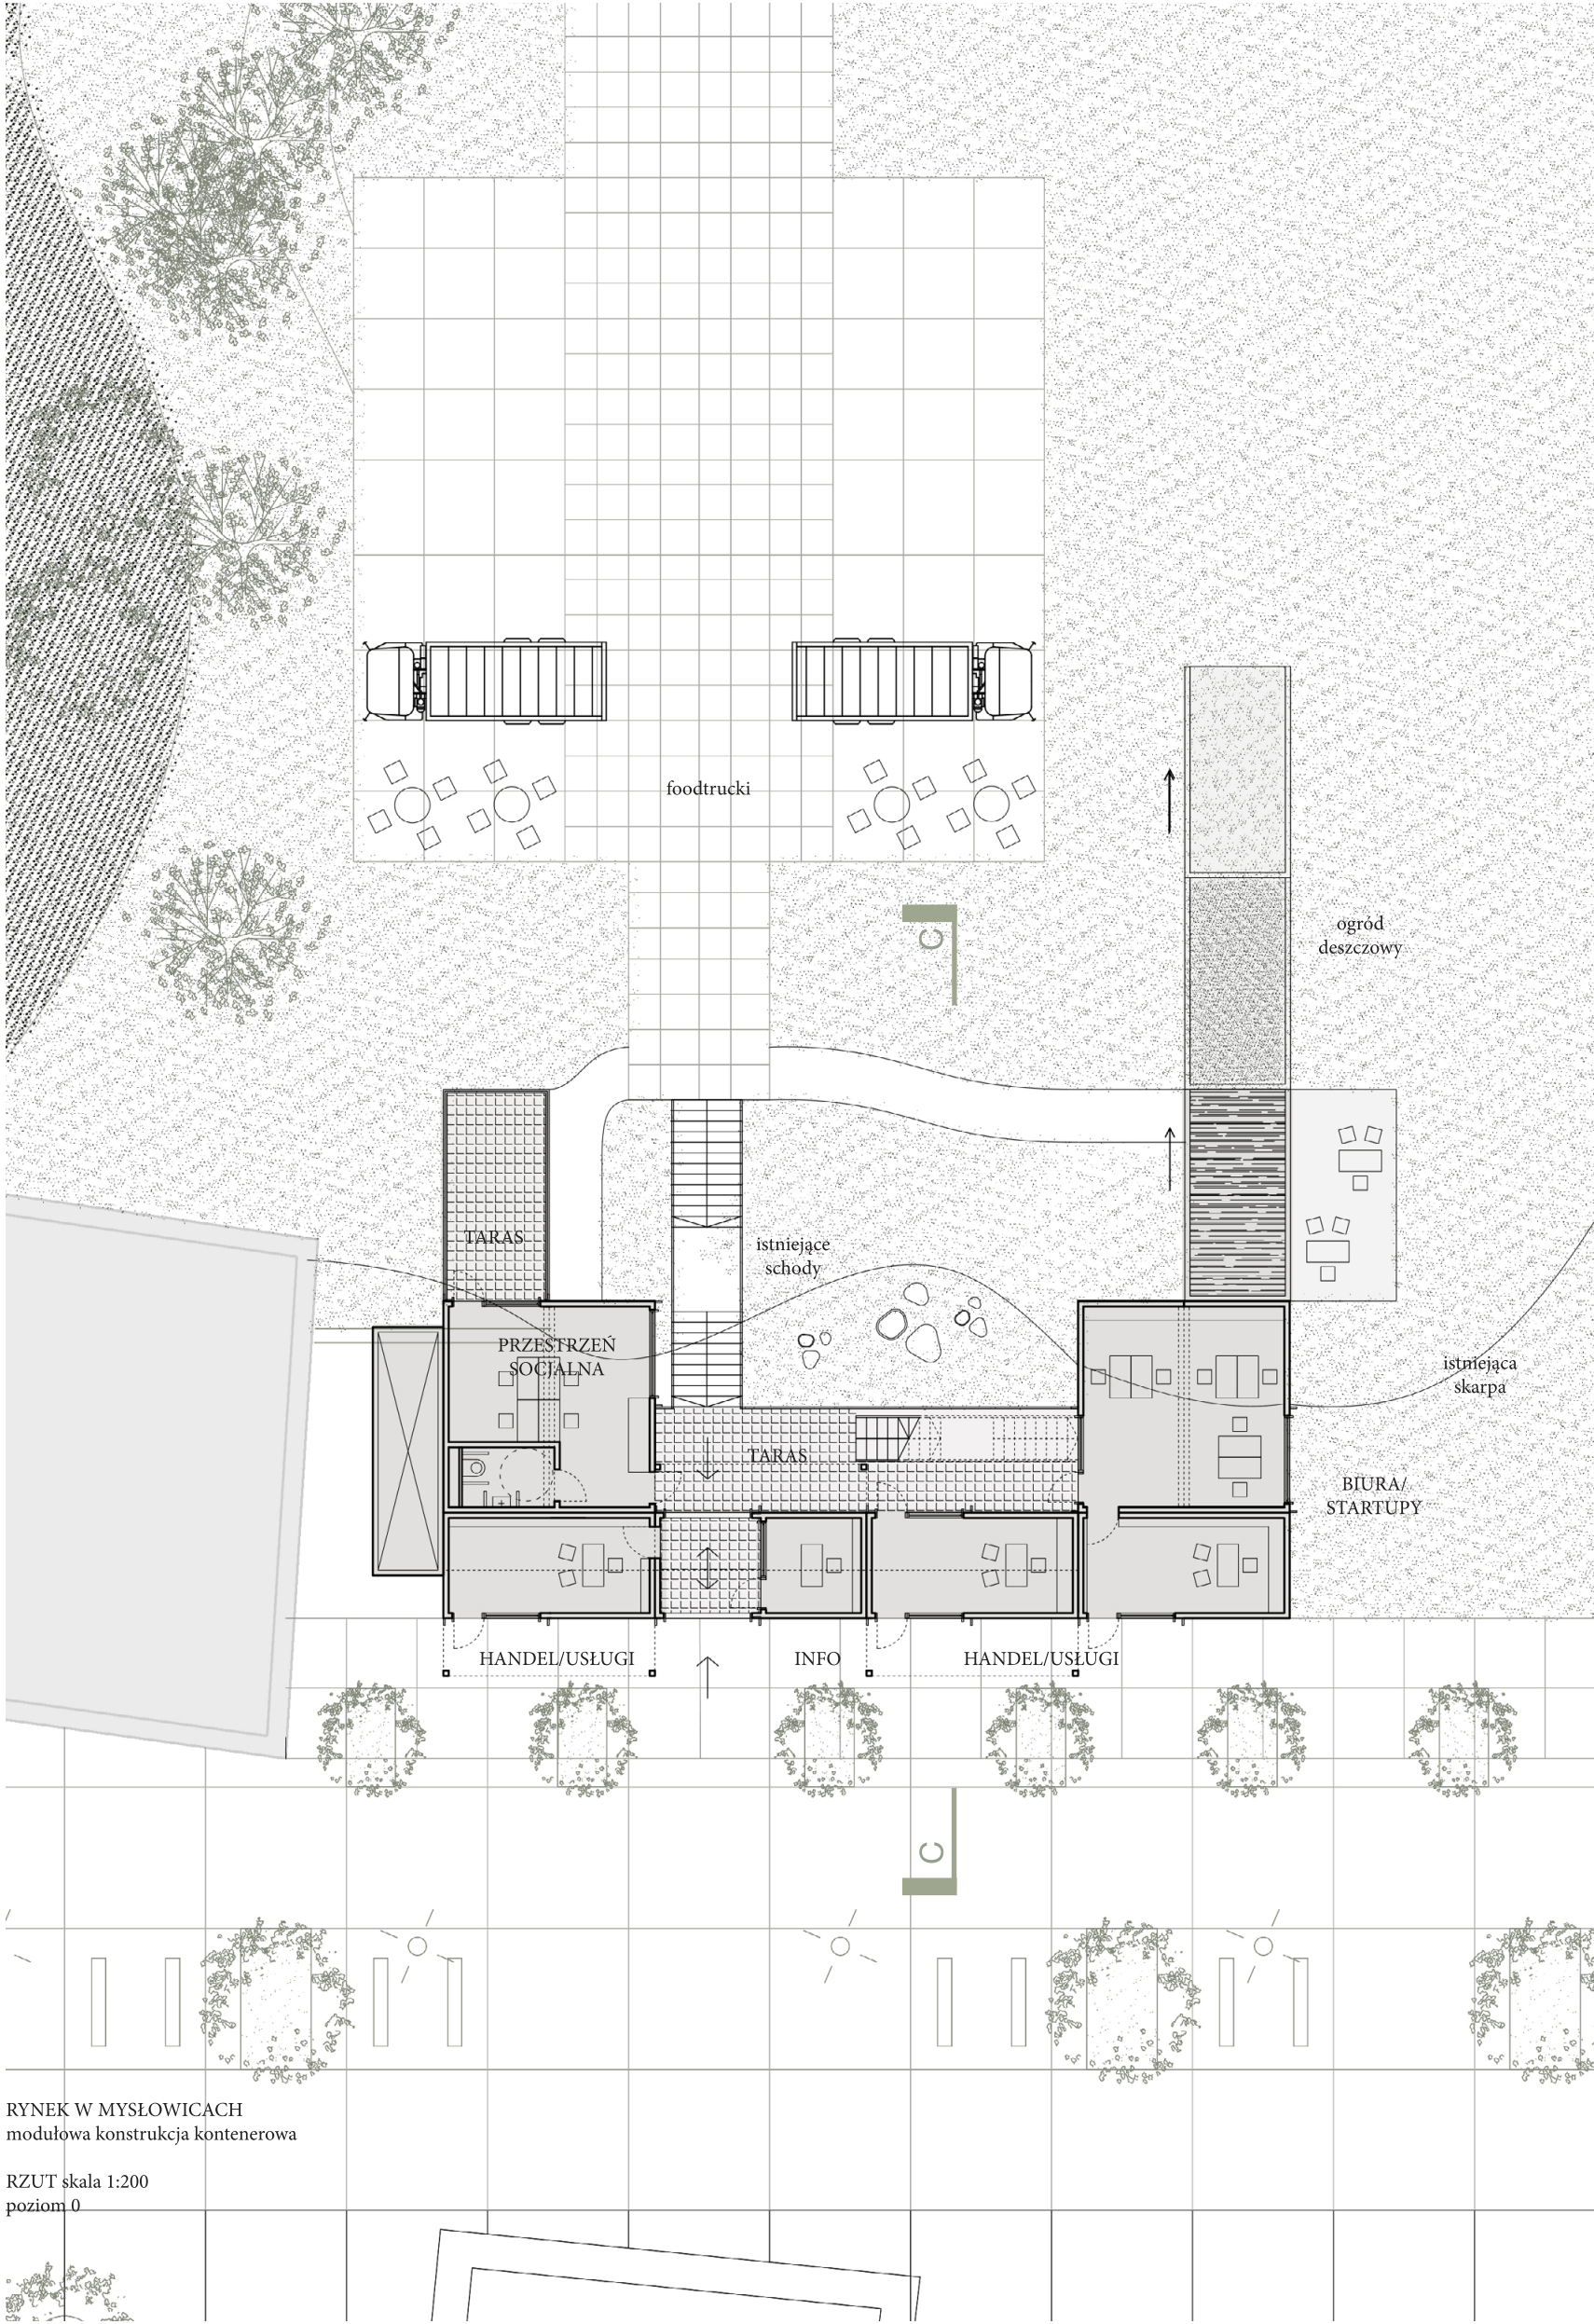 foodtrucki
C
ogród
deszczowy
TARAS
istniejące
schody
PRZESTRZEŃ
SOCJALNA
istniejąca
skarpa
TARAS
BIURA/
STARTUPY
HANDEL/USŁUGI
INFO
HANDEL/USŁUGI
C
RYNEK W MYSŁOWICACH
modułowa konstrukcja kontenerowa
RZUT skala 1:200
poziom 0